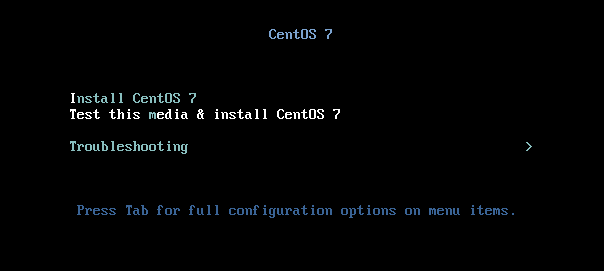 CentOS 7
Install CentOS 7
Test this media & install CentOS 7
Troubleshooting >
Press Tab for full configuration options on menu items.